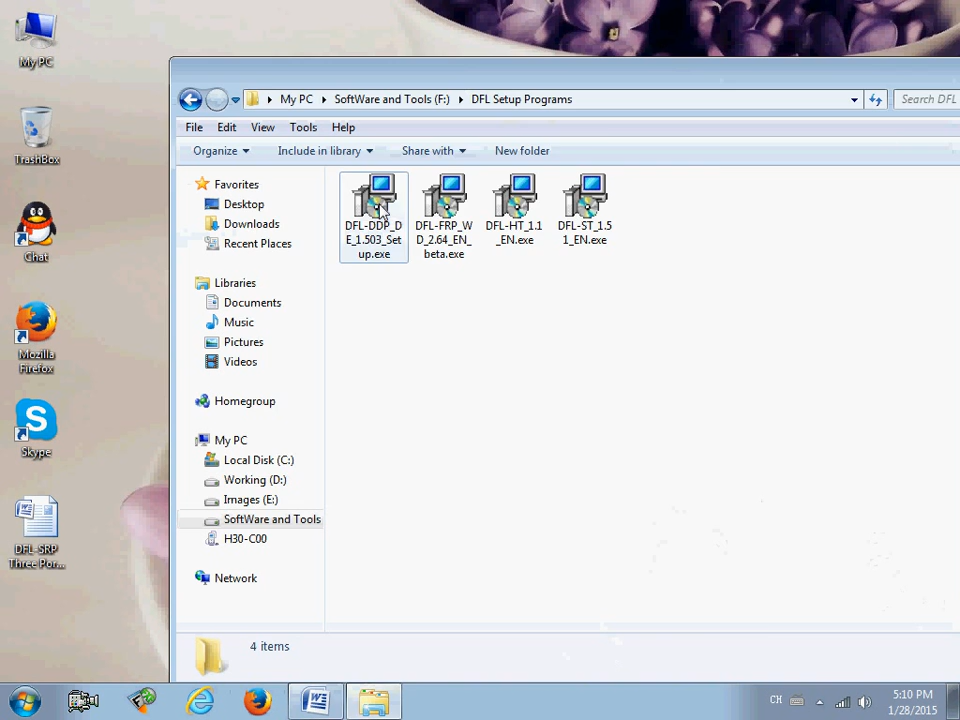 My PC
TrashBox
Chat
Mozilla
Firefox
Skype
DFL-SRP
Three Por...
My PC
SoftWare and Tools (F:)
DFL Setup Programs
Search DFL
File
Edit
View
Tools
Help
Organize
Include in library
Share with
New folder
Favorites
Desktop
Downloads
Recent Places
Libraries
Documents
Music
Pictures
Videos
Homegroup
My PC
Local Disk (C:)
Working (D:)
Images (E:)
SoftWare and Tools
H30-C00
Network
DFL-DDP_D
E_1.503_Set
up.exe
DFL-FRP_W
D_2.64_EN_
beta.exe
DFL-HT_1.1
_EN.exe
DFL-ST_1.5
1_EN.exe
4 items
CH
5:10 PM
1/28/2015